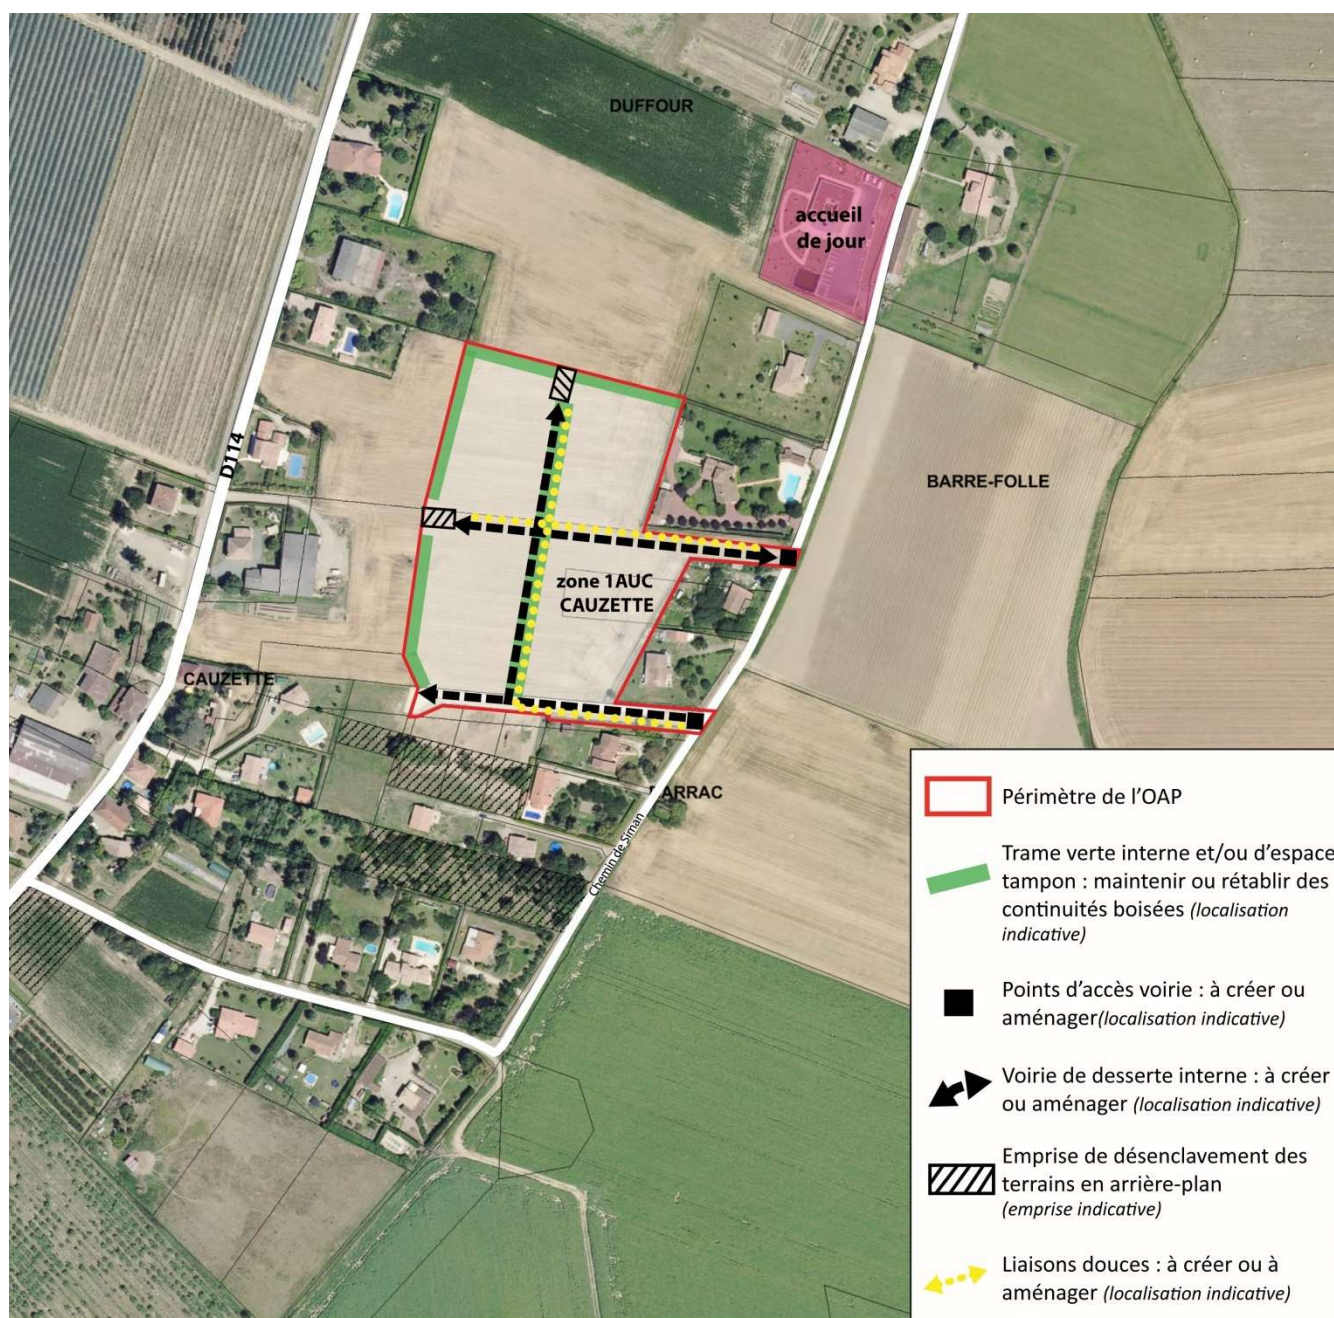 DUFFOUR
accueil
de jour
D114
BARRE-FOLLE
zone 1AUC
CAUZETTE
CAUZETTE
ARRAC
Chemin de Siman
Périmètre de l'OAP
Trame verte interne et/ou d'espace
tampon : maintenir ou rétablir des
continuités boisées (localisation
indicative)
Points d'accès voirie : à créer ou
aménager(localisation indicative)
Voirie de desserte interne : à créer
ou aménager (localisation indicative)
Emprise de désenclavement des
terrains en arrière-plan
(emprise indicative)
Liaisons douces : à créer ou à
aménager (localisation indicative)